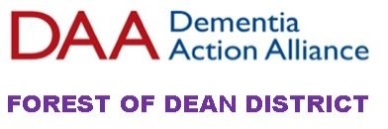 DAA Dementia
Action Alliance
FOREST OF DEAN DISTRICT